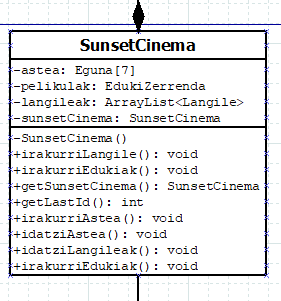 SunsetCinema
-astea: Eguna[7]
-pelikulak: EdukiZerrenda
-langileak: ArrayList<Langile>
-sunsetCinema: SunsetCinema
-SunsetCinema()
+irakurriLangile(): void
+irakurriEdukiak(): void
+getSunsetCinema(): SunsetCinema
+getLastId(): int
+irakurriAstea(): void
+idatziAstea(): void
+idatziLangileak(): void
+irakurriEdukiak(): void